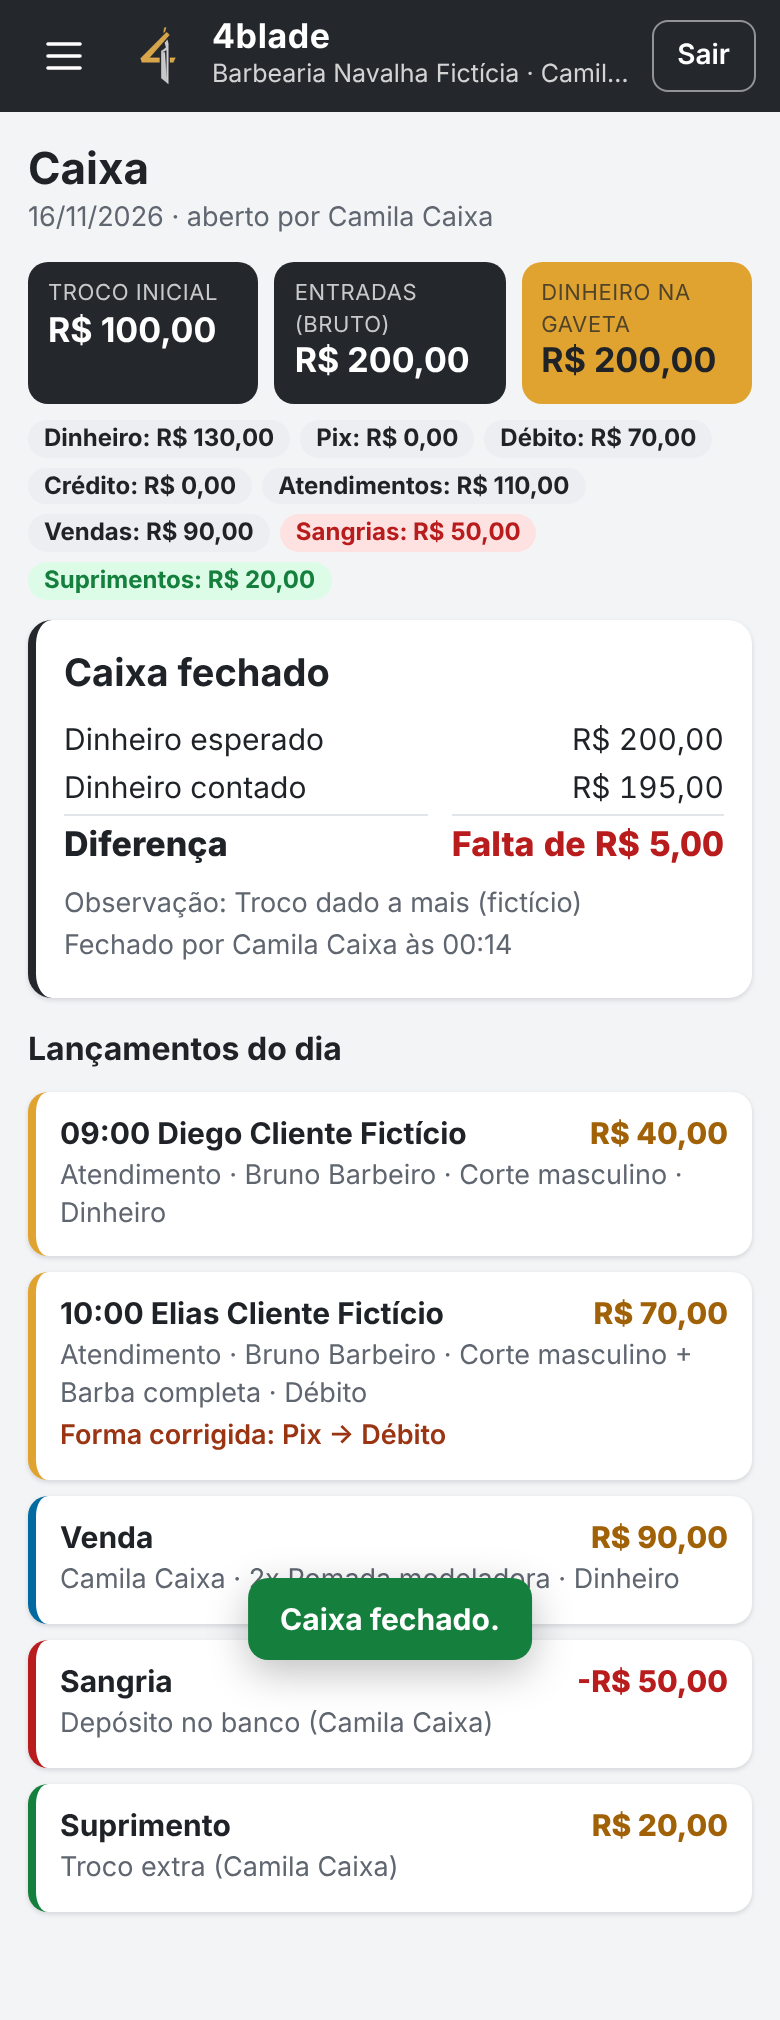 4blade
Barbearia Navalha Fictícia · Camil...
Sair
Caixa
16/11/2026 · aberto por Camila Caixa
TROCO INICIAL
R$ 100,00
ENTRADAS
(BRUTO)
R$ 200,00
DINHEIRO NA
GAVETA
R$ 200,00
Dinheiro: R$ 130,00
Pix: R$ 0,00
Débito: R$ 70,00
Crédito: R$ 0,00
Atendimentos: R$ 110,00
Vendas: R$ 90,00
Sangrias: R$ 50,00
Suprimentos: R$ 20,00
Caixa fechado
Dinheiro esperado R$ 200,00
Dinheiro contado R$ 195,00
Diferença Falta de R$ 5,00
Observação: Troco dado a mais (fictício)
Fechado por Camila Caixa às 00:14
Lançamentos do dia
09:00 Diego Cliente Fictício R$ 40,00
Atendimento · Bruno Barbeiro · Corte masculino ·
Dinheiro
10:00 Elias Cliente Fictício R$ 70,00
Atendimento · Bruno Barbeiro · Corte masculino +
Barba completa · Débito
Forma corrigida: Pix → Débito
Venda R$ 90,00
Camila Caixa · 2x Pomada modeladora · Dinheiro
Caixa fechado.
Sangria -R$ 50,00
Depósito no banco (Camila Caixa)
Suprimento R$ 20,00
Troco extra (Camila Caixa)